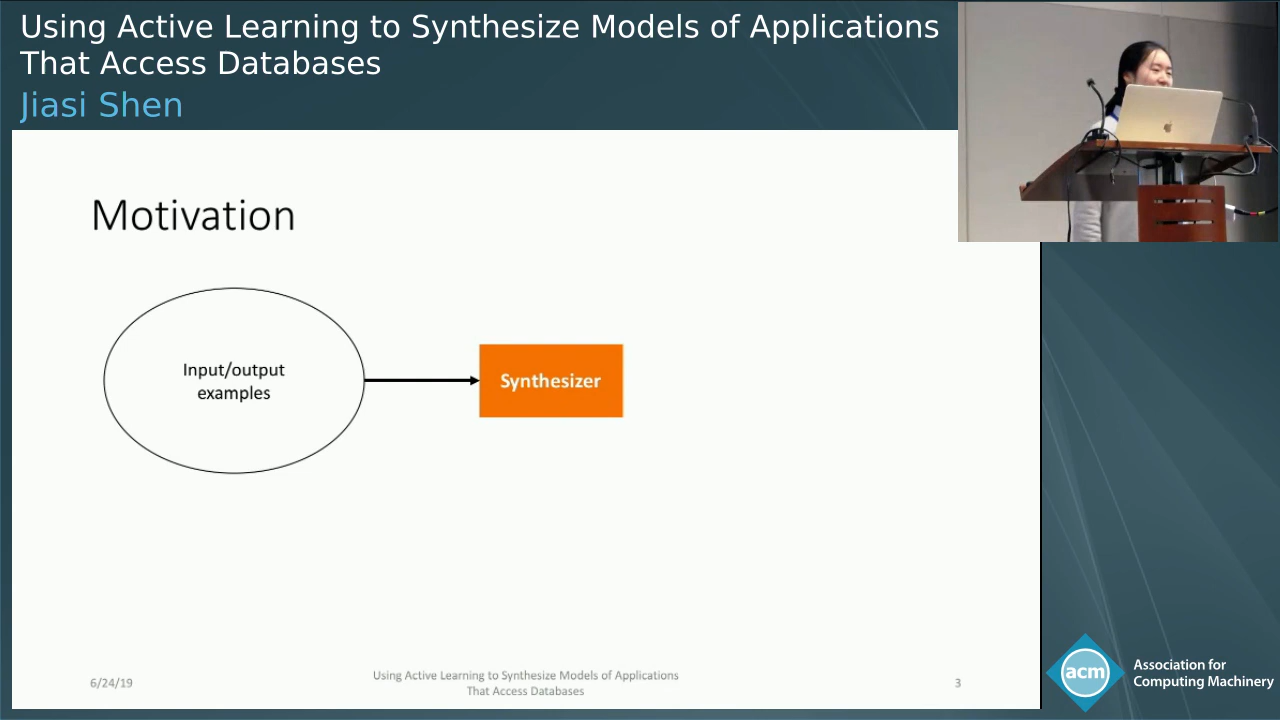 Using Active Learning to Synthesize Models of Applications
That Access Databases
Jiasi Shen
Motivation
Input/output
examples
Synthesizer
6/24/19
Using Active Learning to Synthesize Models of Applications
That Access Databases
3
acm
Association for
Computing Machinery